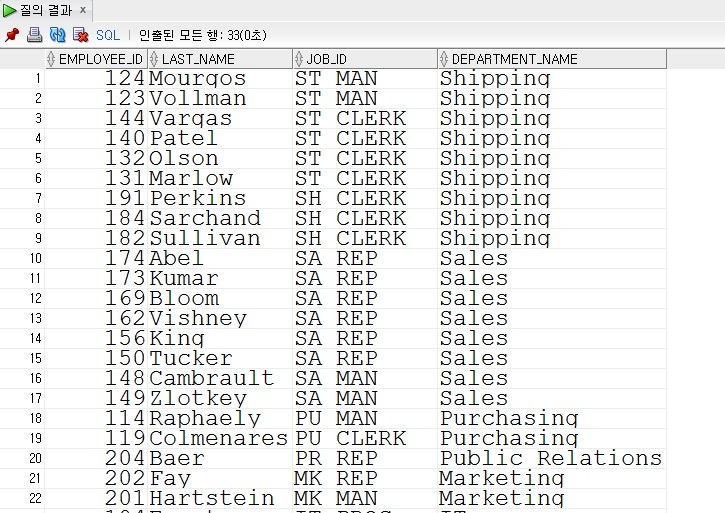 질의 결과 x
SQL | 인출된 모든 행: 33(0초)
EMPLOYEE_ID LAST_NAME JOB_ID DEPARTMENT_NAME
1 124 Mourgos ST MAN Shipping
2 123 Vollman ST MAN Shipping
3 144 Vargas ST CLERK Shipping
4 140 Patel ST CLERK Shipping
5 132 Olson ST CLERK Shipping
6 131 Marlow ST CLERK Shipping
7 191 Perkins SH CLERK Shipping
8 184 Sarchand SH CLERK Shipping
9 182 Sullivan SH CLERK Shipping
10 174 Abel SA REP Sales
11 173 Kumar SA REP Sales
12 169 Bloom SA REP Sales
13 162 Vishney SA REP Sales
14 156 King SA REP Sales
15 150 Tucker SA REP Sales
16 148 Cambrault SA MAN Sales
17 149 Zlotkey SA MAN Sales
18 114 Raphaely PU MAN Purchasing
19 119 Colmenares PU CLERK Purchasing
20 204 Baer PR REP Public Relations
21 202 Fay MK REP Marketing
22 201 Hartstein MK MAN Marketing